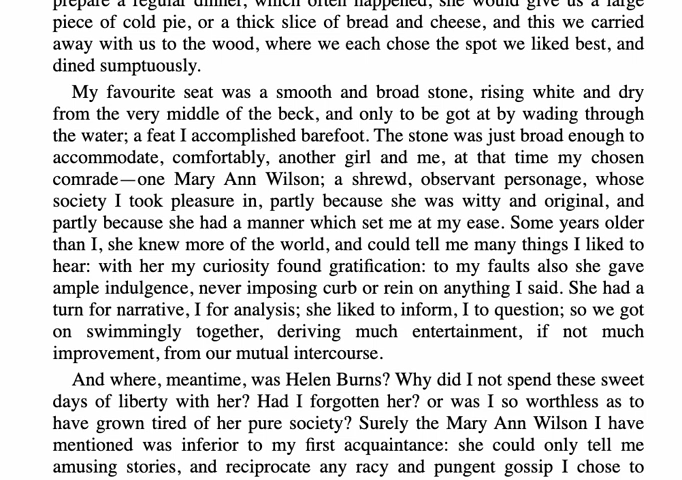 prepare a regular dinner, which often happened, she would give us a large
piece of cold pie, or a thick slice of bread and cheese, and this we carried
away with us to the wood, where we each chose the spot we liked best, and
dined sumptuously.
My favourite seat was a smooth and broad stone, rising white and dry
from the very middle of the beck, and only to be got at by wading through
the water; a feat I accomplished barefoot. The stone was just broad enough to
accommodate, comfortably, another girl and me, at that time my chosen
comrade—one Mary Ann Wilson; a shrewd, observant personage, whose
society I took pleasure in, partly because she was witty and original, and
partly because she had a manner which set me at my ease. Some years older
than I, she knew more of the world, and could tell me many things I liked to
hear: with her my curiosity found gratification: to my faults also she gave
ample indulgence, never imposing curb or rein on anything I said. She had a
turn for narrative, I for analysis; she liked to inform, I to question; so we got
on swimmingly together, deriving much entertainment, if not much
improvement, from our mutual intercourse.
And where, meantime, was Helen Burns? Why did I not spend these sweet
days of liberty with her? Had I forgotten her? or was I so worthless as to
have grown tired of her pure society? Surely the Mary Ann Wilson I have
mentioned was inferior to my first acquaintance: she could only tell me
amusing stories, and reciprocate any racy and pungent gossip I chose to